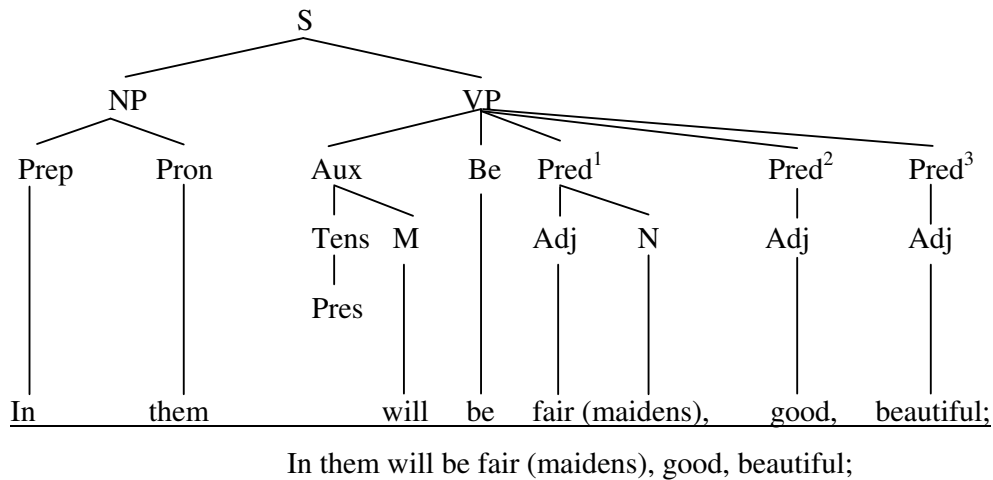 S
NP VP
Prep Pron Aux Be Pred¹ Pred² Pred³
Tens M Adj N Adj Adj
Pres
In them will be fair (maidens), good, beautiful;
In them will be fair (maidens), good, beautiful;